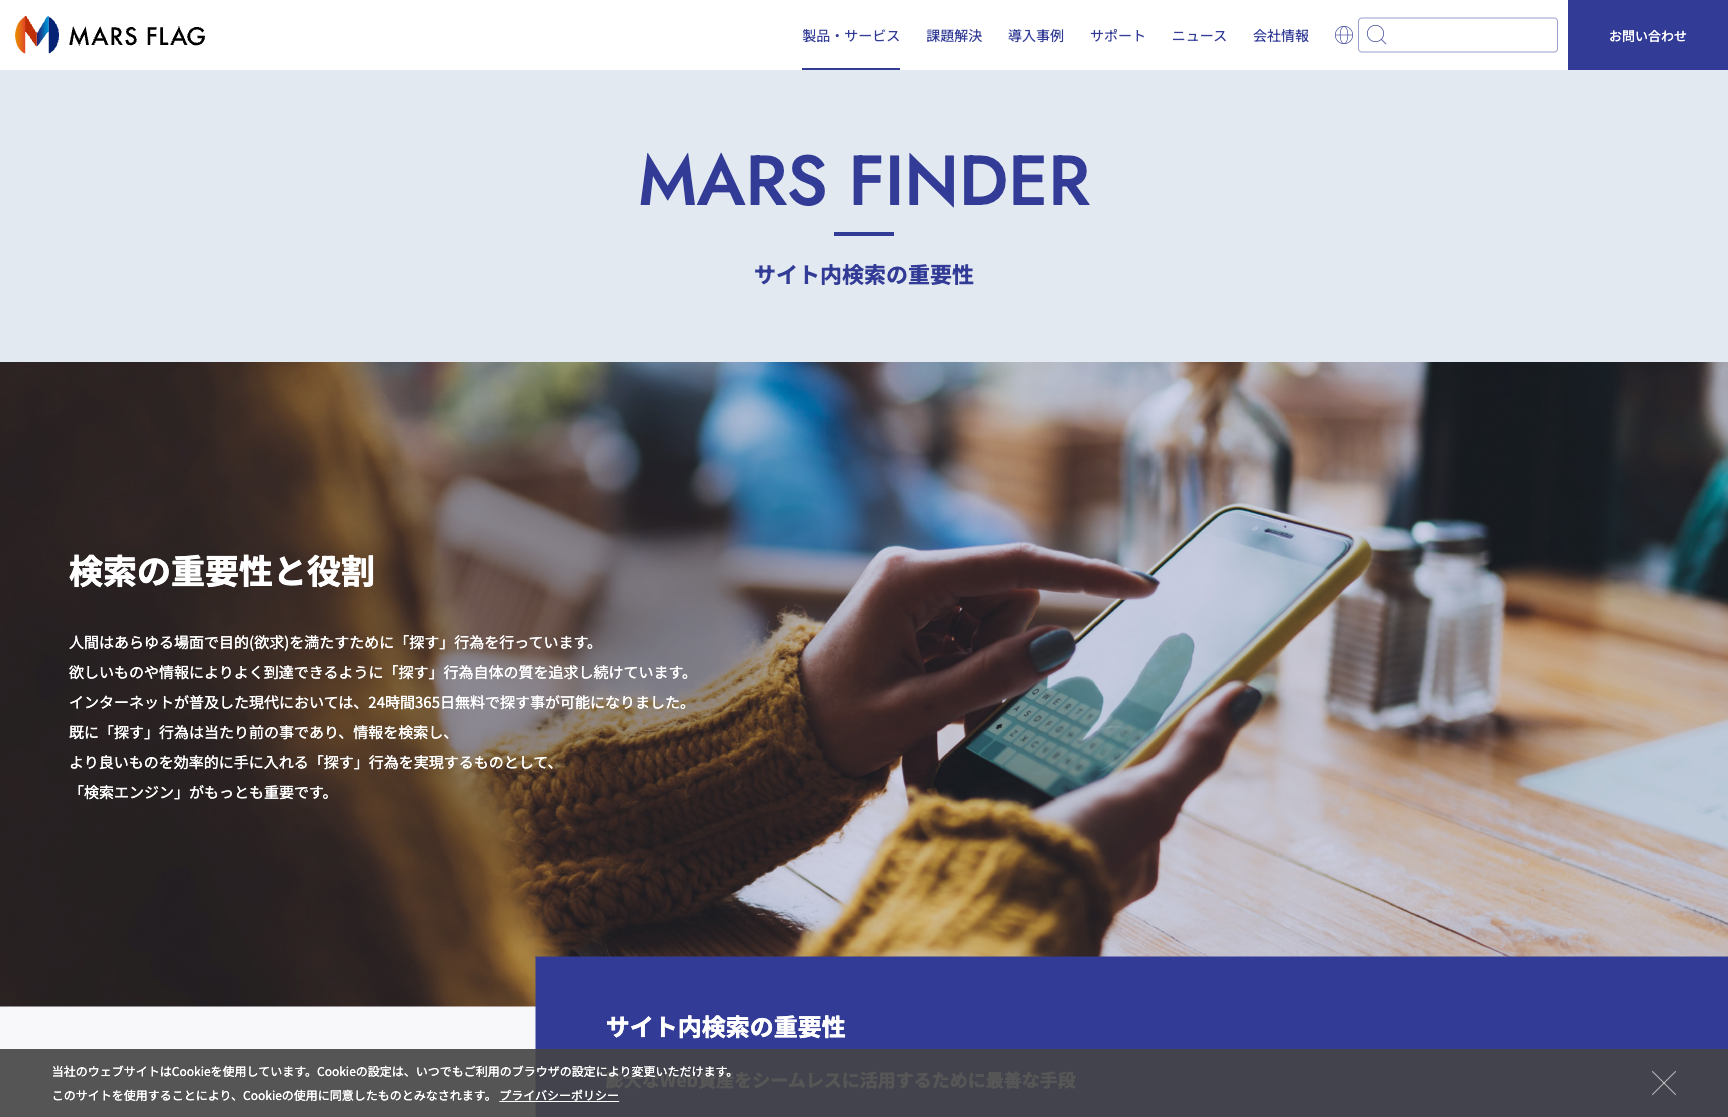 MARS FLAG
製品・サービス
課題解決
導入事例
サポート
ニュース
会社情報
お問い合わせ
MARS FINDER
サイト内検索の重要性
検索の重要性と役割
人間はあらゆる場面で目的(欲求)を満たすために「探す」行為を行っています。
欲しいものや情報によりよく到達できるように「探す」行為自体の質を追求し続けています。
インターネットが普及した現代においては、24時間365日無料で探す事が可能になりました。
既に「探す」行為は当たり前の事であり、情報を検索し、
より良いものを効率的に手に入れる「探す」行為を実現するものとして、
「検索エンジン」がもっとも重要です。
サイト内検索の重要性
膨大なWeb資産をシームレスに活用するために最善な手段
当社のウェブサイトはCookieを使用しています。Cookieの設定は、いつでもご利用のブラウザの設定により変更いただけます。
このサイトを使用することにより、Cookieの使用に同意したものとみなされます。 プライバシーポリシー